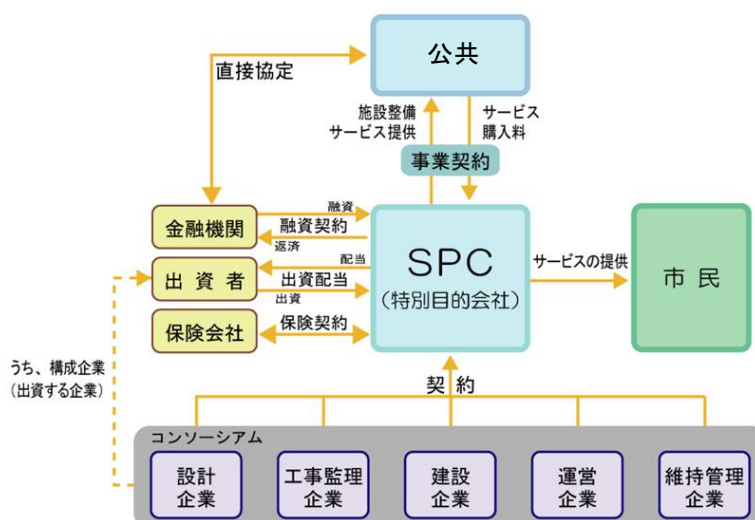 公共
直接協定
施設整備
サービス提供
サービス
購入料
事業契約
金融機関
融資
融資契約
返済
出資者
配当
出資配当
出資
保険会社
保険契約
SPC
（特別目的会社）
サービスの提供
市民
うち、構成企業
（出資する企業）
契約
コンソーシアム
設計
企業
工事監理
企業
建設
企業
運営
企業
維持管理
企業